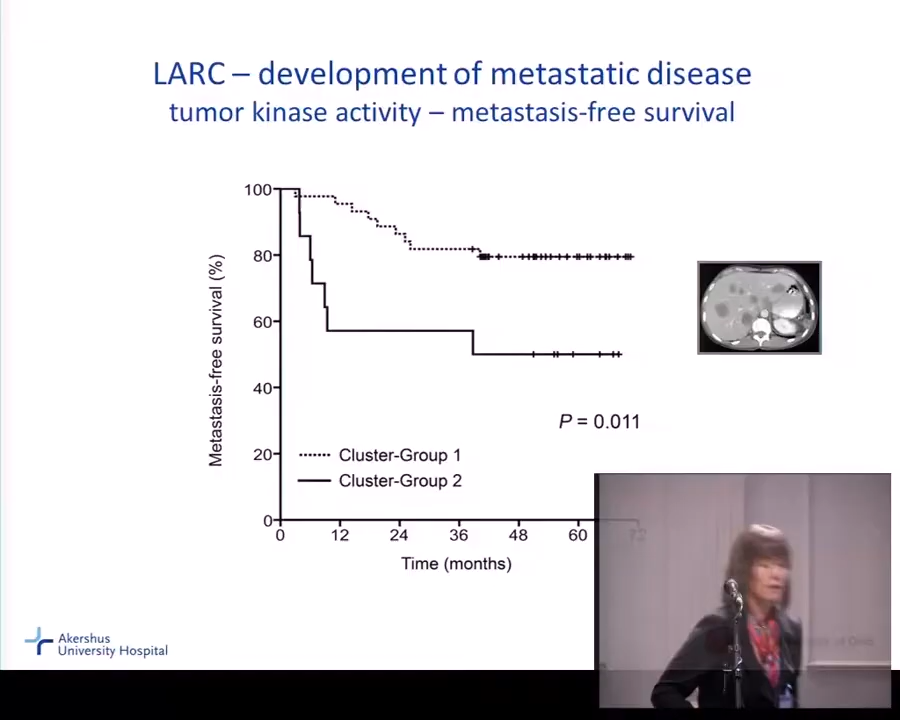 LARC – development of metastatic disease
tumor kinase activity – metastasis-free survival
100
80
60
40
20
0
Metastasis-free survival (%)
P = 0.011
Cluster-Group 1
Cluster-Group 2
0 12 24 36 48 60 72
Time (months)
Akershus
University Hospital